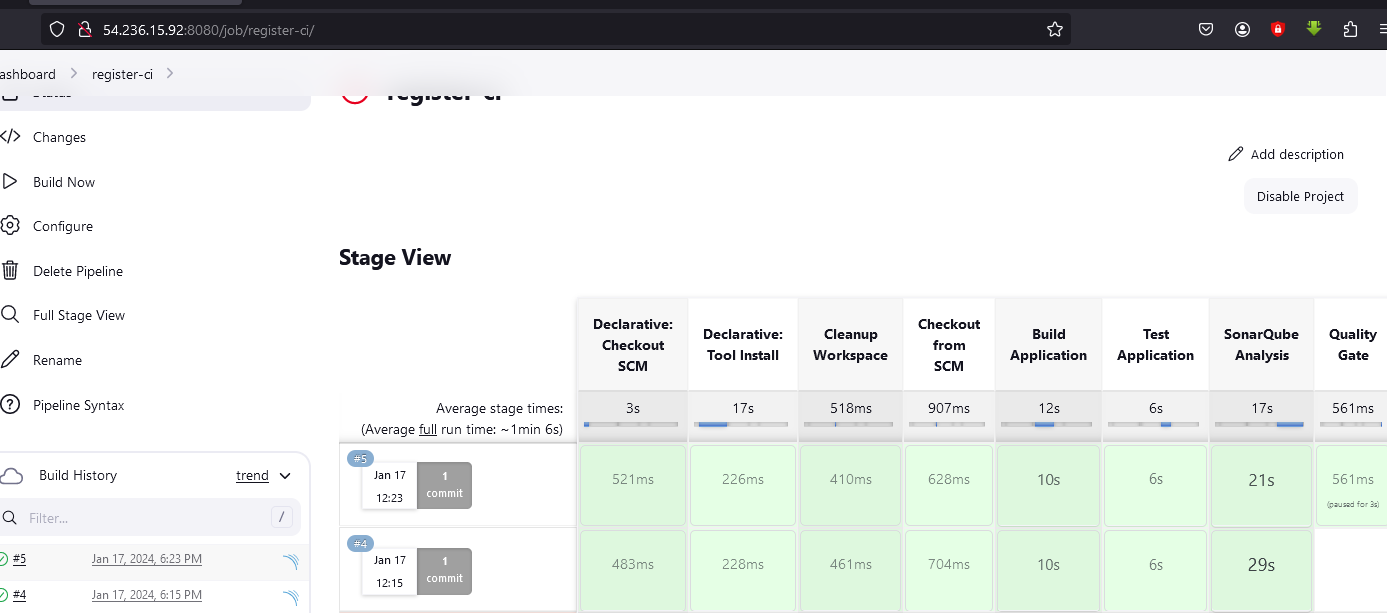 54.236.15.92:8080/job/register-ci/
ashboard
register-ci
Status
register-ci
Changes
Build Now
Configure
Delete Pipeline
Full Stage View
Rename
Pipeline Syntax
Add description
Disable Project
Stage View
Declarative:
Checkout
SCM
Declarative:
Tool Install
Cleanup
Workspace
Checkout
from
SCM
Build
Application
Test
Application
SonarQube
Analysis
Quality
Gate
Average stage times:
(Average full run time: ~1min 6s)
3s
17s
518ms
907ms
12s
6s
17s
561ms
#5
Jan 17
12:23
1
commit
521ms
226ms
410ms
628ms
10s
6s
21s
561ms
(paused for 3s)
#4
Jan 17
12:15
1
commit
483ms
228ms
461ms
704ms
10s
6s
29s
Build History
trend
Filter...
/
#5
Jan 17, 2024, 6:23 PM
#4
Jan 17, 2024, 6:15 PM